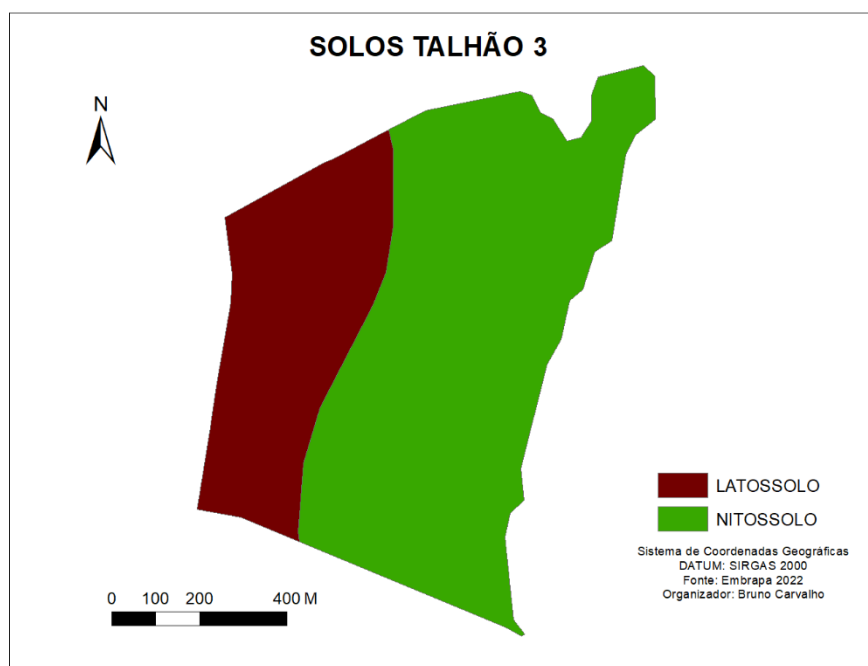 SOLOS TALHÃO 3
N
LATOSSOLO
NITOSSOLO
Sistema de Coordenadas Geográficas
DATUM: SIRGAS 2000
Fonte: Embrapa 2022
Organizador: Bruno Carvalho
0 100 200 400 M